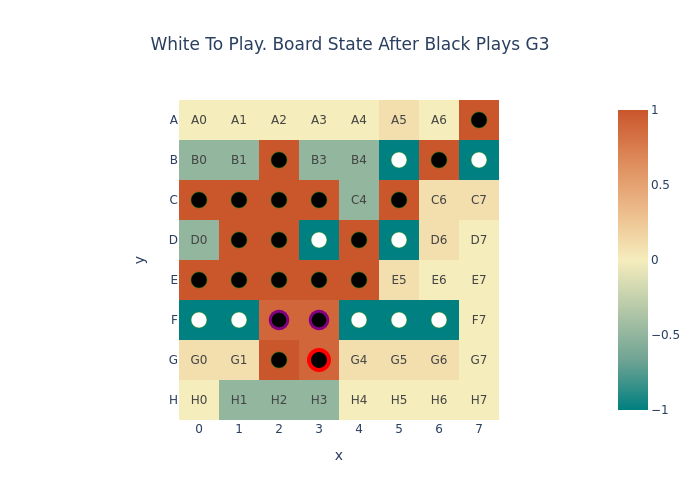 White To Play. Board State After Black Plays G3
A A0 A1 A2 A3 A4 A5 A6 1
B B0 B1 B3 B4
C C4 C6 C7 0.5
D D0 D6 D7
y E E5 E6 E7 0
F F7 −0.5
G G0 G1 G4 G5 G6 G7
H H0 H1 H2 H3 H4 H5 H6 H7 −1
0 1 2 3 4 5 6 7
x